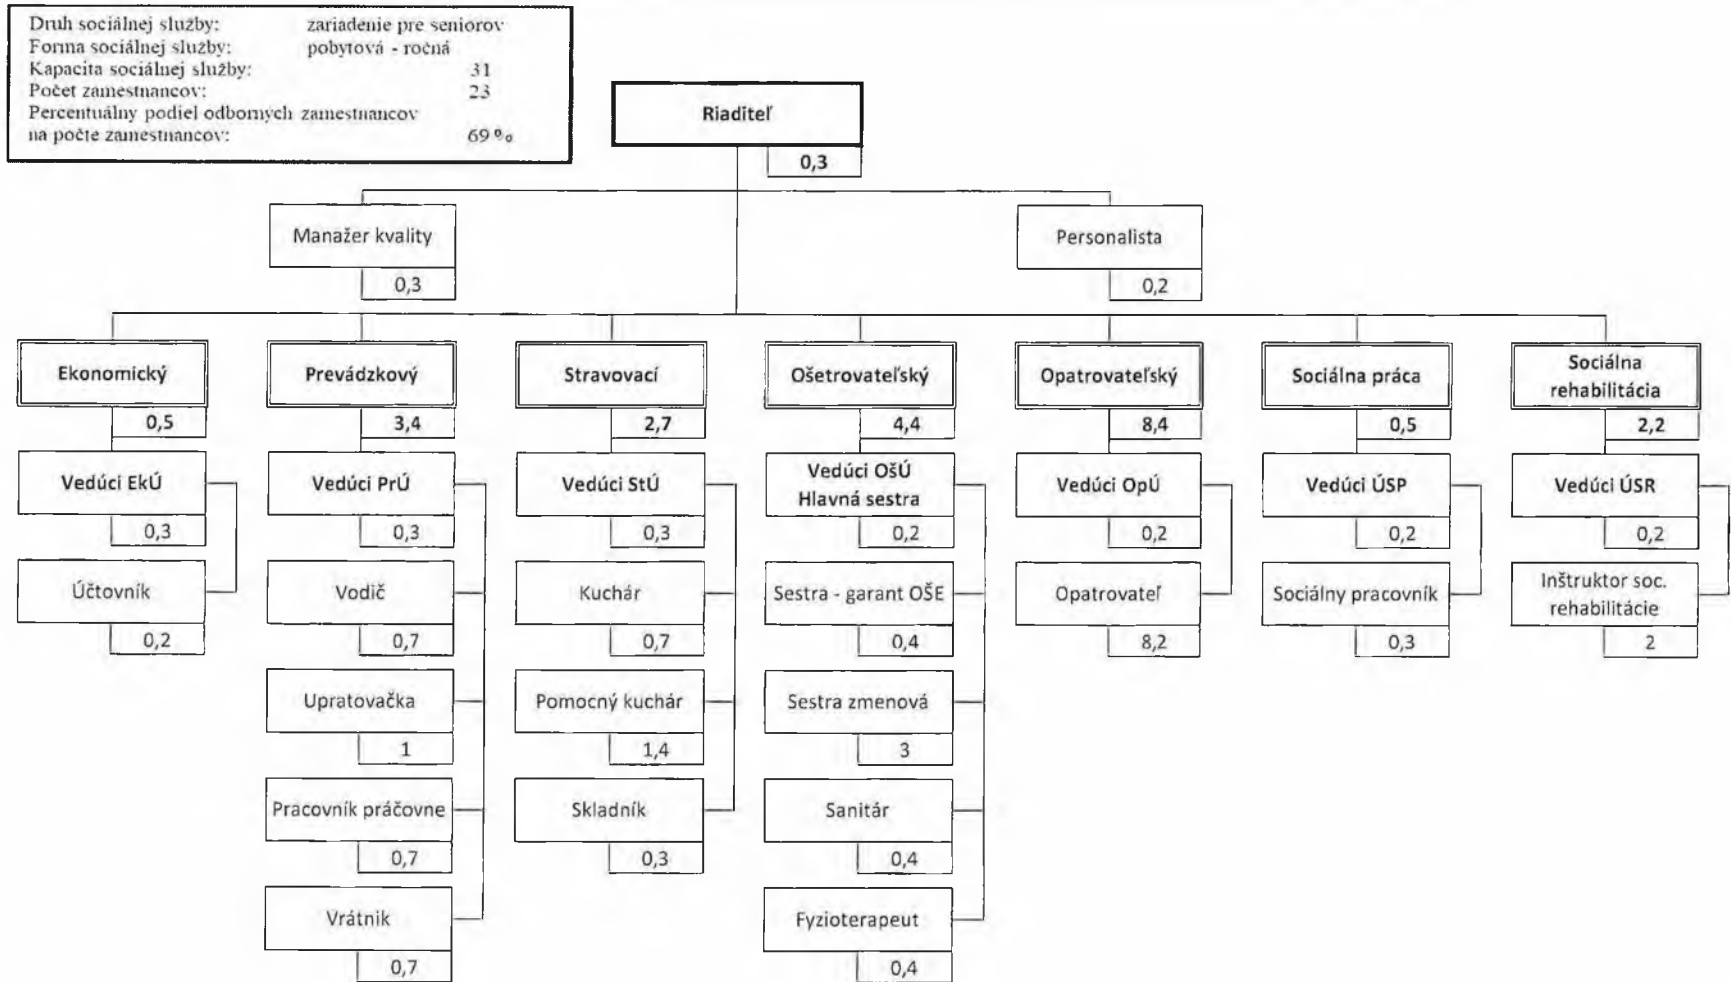 Druh sociálnej služby: zariadenie pre seniorov
Forma sociálnej služby: pobytová - ročná
Kapacita sociálnej služby: 31
Počet zamestnancov: 23
Percentuálny podiel odborných zamestnancov
na počte zamestnancov: 69 %
Riaditeľ
0,3
Manažer kvality
0,3
Personalista
0,2
Ekonomický
0,5
Vedúci EkÚ
0,3
Účtovník
0,2
Prevádzkový
3,4
Vedúci PrÚ
0,3
Vodič
0,7
Upratovačka
1
Pracovník práčovne
0,7
Vrátnik
0,7
Stravovací
2,7
Vedúci StÚ
0,3
Kuchár
0,7
Pomocný kuchár
1,4
Skladník
0,3
Ošetrovateľský
4,4
Vedúci OšÚ
Hlavná sestra
0,2
Sestra - garant OŠE
0,4
Sestra zmenová
3
Sanitár
0,4
Fyzioterapeut
0,4
Opatrovateľský
8,4
Vedúci OpÚ
0,2
Opatrovateľ
8,2
Sociálna práca
0,5
Vedúci ÚSP
0,2
Sociálny pracovník
0,3
Sociálna
rehabilitácia
2,2
Vedúci ÚSR
0,2
Inštruktor soc.
rehabilitácie
2